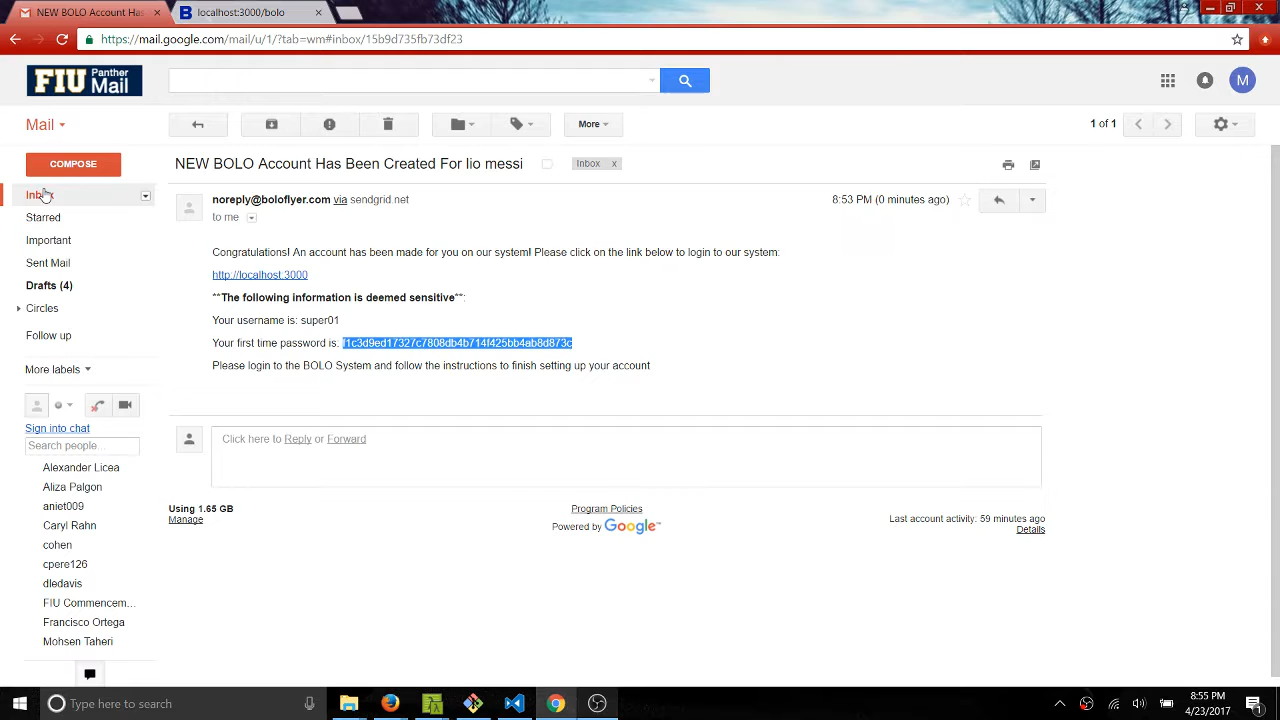 NEW BOLO Account Has
localhost:3000/bolo
https://mail.google.com/mail/u/1/?tab=wm#inbox/15b9d735fb73df23
FIU Panther Mail
M
Mail
More
1 of 1
COMPOSE
NEW BOLO Account Has Been Created For lio messi
Inbox x
Inbox
noreply@boloflyer.com via sendgrid.net
8:53 PM (0 minutes ago)
to me
Starred
Important
Sent Mail
Drafts (4)
Circles
Follow up
More labels
Congratulations! An account has been made for you on our system! Please click on the link below to login to our system:
http://localhost:3000
**The following information is deemed sensitive**:
Your username is: super01
Your first time password is: f1c3d9ed17327c7808db4b714f425bb4ab8d873c
Please login to the BOLO System and follow the instructions to finish setting up your account
Sign into chat
Search people...
Alexander Licea
Aliza Palgon
aniet009
Caryl Rahn
cohen
cpere126
dledavis
FIU Commencem...
Francisco Ortega
Mohsen Taheri
Click here to Reply or Forward
Using 1.65 GB
Manage
Program Policies
Powered by Google™
Last account activity: 59 minutes ago
Details
Type here to search
8:55 PM
4/23/2017
1